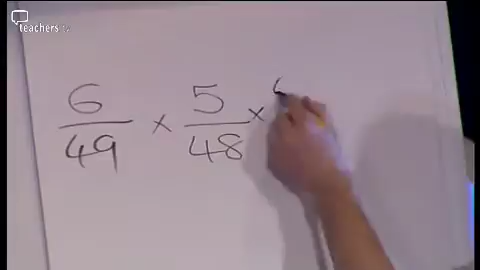 teachers tv
6/49 × 5/48 ×